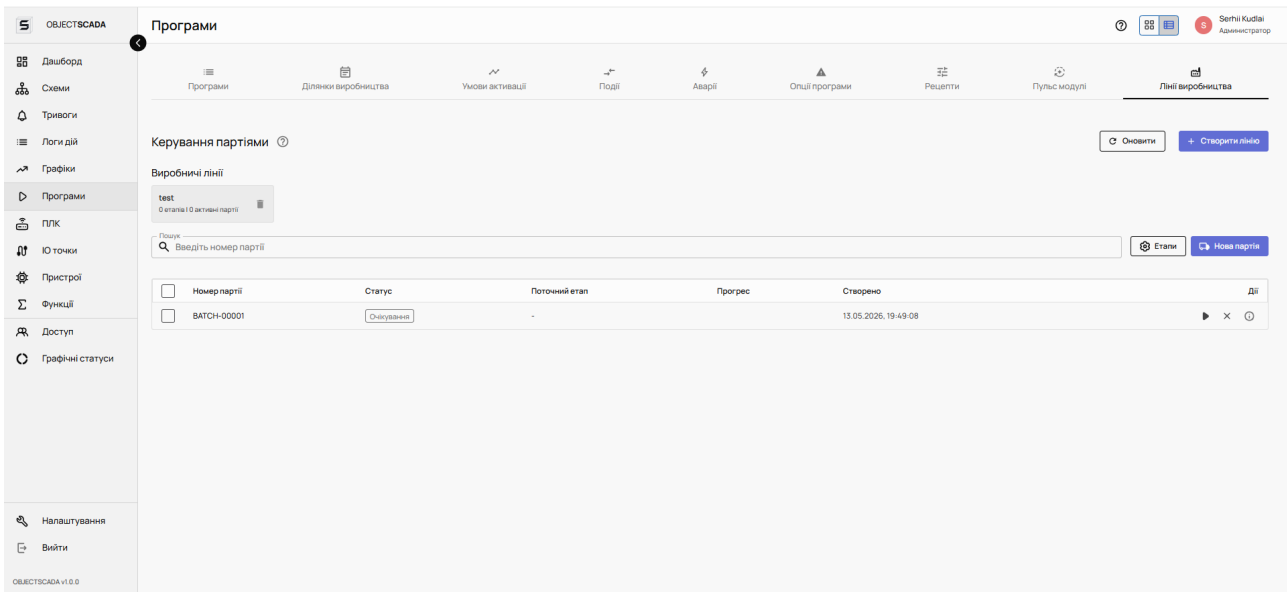 OBJECTSCADA
Програми
Serhii Kudlai
Администратор
S
Дашборд
Схеми
Тривоги
Логи дій
Графіки
Програми
ПЛК
IO точки
Пристрої
Функції
Доступ
Графічні статуси
Налаштування
Вийти
OBJECTSCADA v1.0.0
Програми
Ділянки виробництва
Умови активації
Події
Аварії
Опції програми
Рецепти
Пульс модулі
Лінії виробництва
Керування партіями
Оновити
+ Створити лінію
Виробничі лінії
test
0 етапів | 0 активні партії
Пошук
Введіть номер партії
Етапи
Нова партія
Номер партії Статус Поточний етап Прогрес Створено Дії
BATCH-00001 Очікування - 13.05.2026, 19:49:08